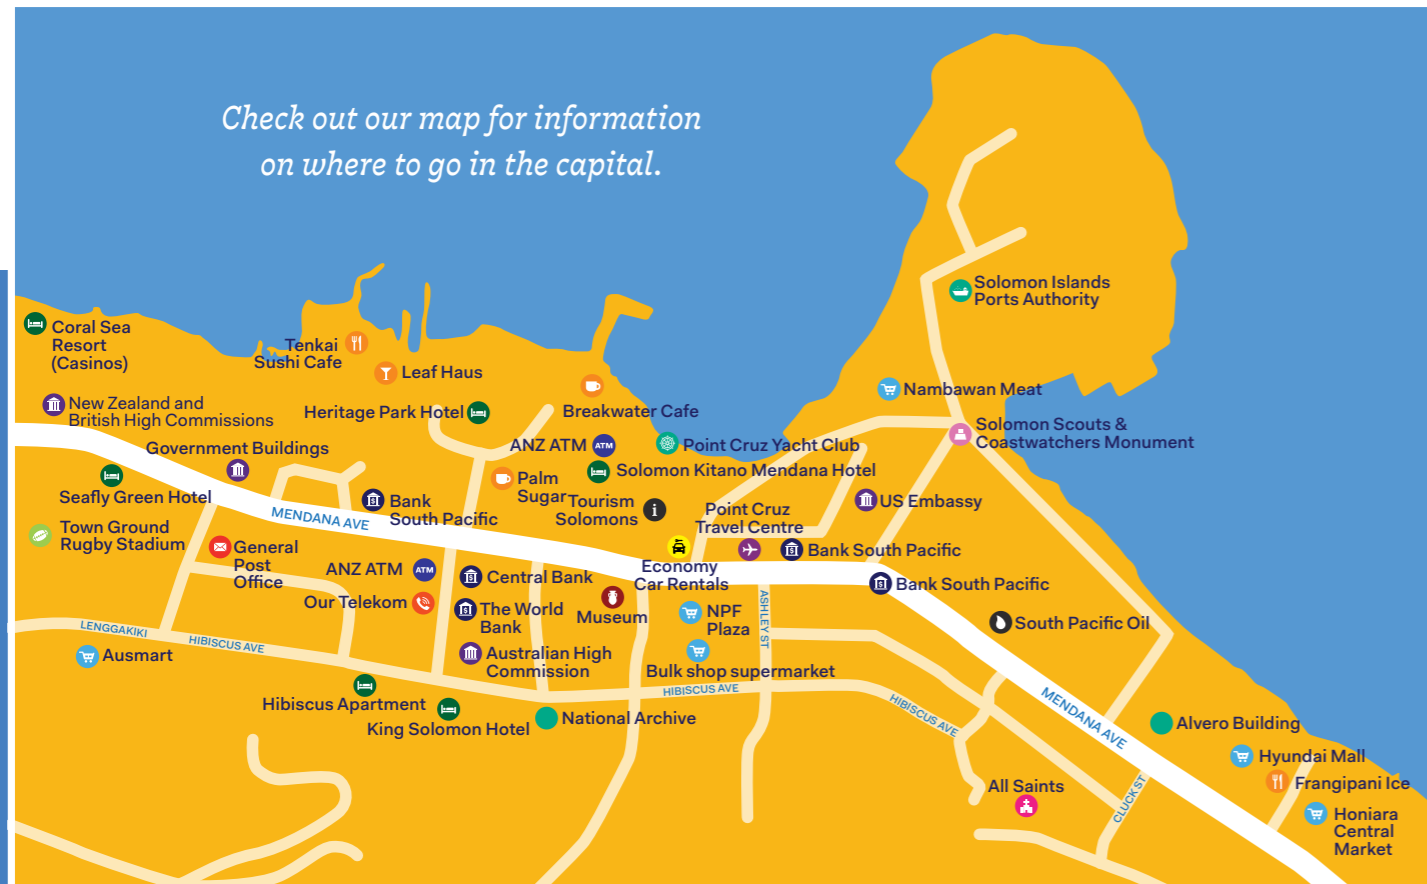 Check out our map for information
on where to go in the capital.
Solomon Islands
Ports Authority
Coral Sea
Resort
(Casinos)
Tenkai
Sushi Cafe
Leaf Haus
Nambawan Meat
New Zealand and
British High Commissions
Heritage Park Hotel
Breakwater Cafe
Solomon Scouts &
Coastwatchers Monument
Government Buildings
ANZ ATM
ATM
Point Cruz Yacht Club
Solomon Kitano Mendana Hotel
Seafly Green Hotel
Bank
South Pacific
Palm
Sugar
Tourism
Solomons
i
Point Cruz
Travel Centre
US Embassy
MENDANA AVE
Town Ground
Rugby Stadium
General
Post
Office
Bank South Pacific
ANZ ATM
ATM
Central Bank
Economy
Car Rentals
Bank South Pacific
Our Telekom
The World
Bank
Museum
NPF
Plaza
ASHLEY ST
South Pacific Oil
LENGGAKIKI
HIBISCUS AVE
Ausmart
Australian High
Commission
Bulk shop supermarket
HIBISCUS AVE
Hibiscus Apartment
King Solomon Hotel
National Archive
HIBISCUS AVE
MENDANA AVE
Alvero Building
Hyundai Mall
All Saints
CLUCK ST
Frangipani Ice
Honiara
Central
Market